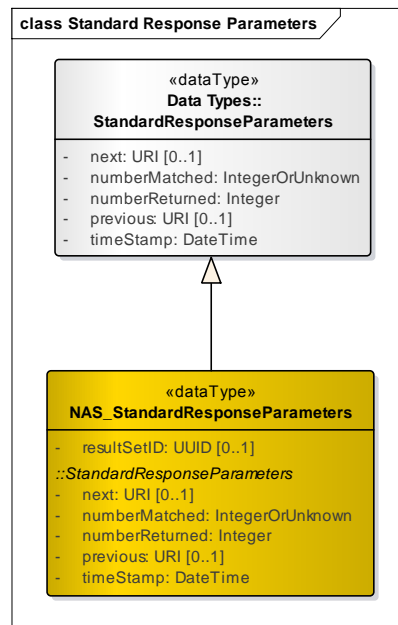 class Standard Response Parameters
«dataType»
Data Types::
StandardResponseParameters
- next: URI [0..1]
- numberMatched: IntegerOrUnknown
- numberReturned: Integer
- previous: URI [0..1]
- timeStamp: DateTime
«dataType»
NAS_StandardResponseParameters
- resultSetID: UUID [0..1]
::StandardResponseParameters
- next: URI [0..1]
- numberMatched: IntegerOrUnknown
- numberReturned: Integer
- previous: URI [0..1]
- timeStamp: DateTime